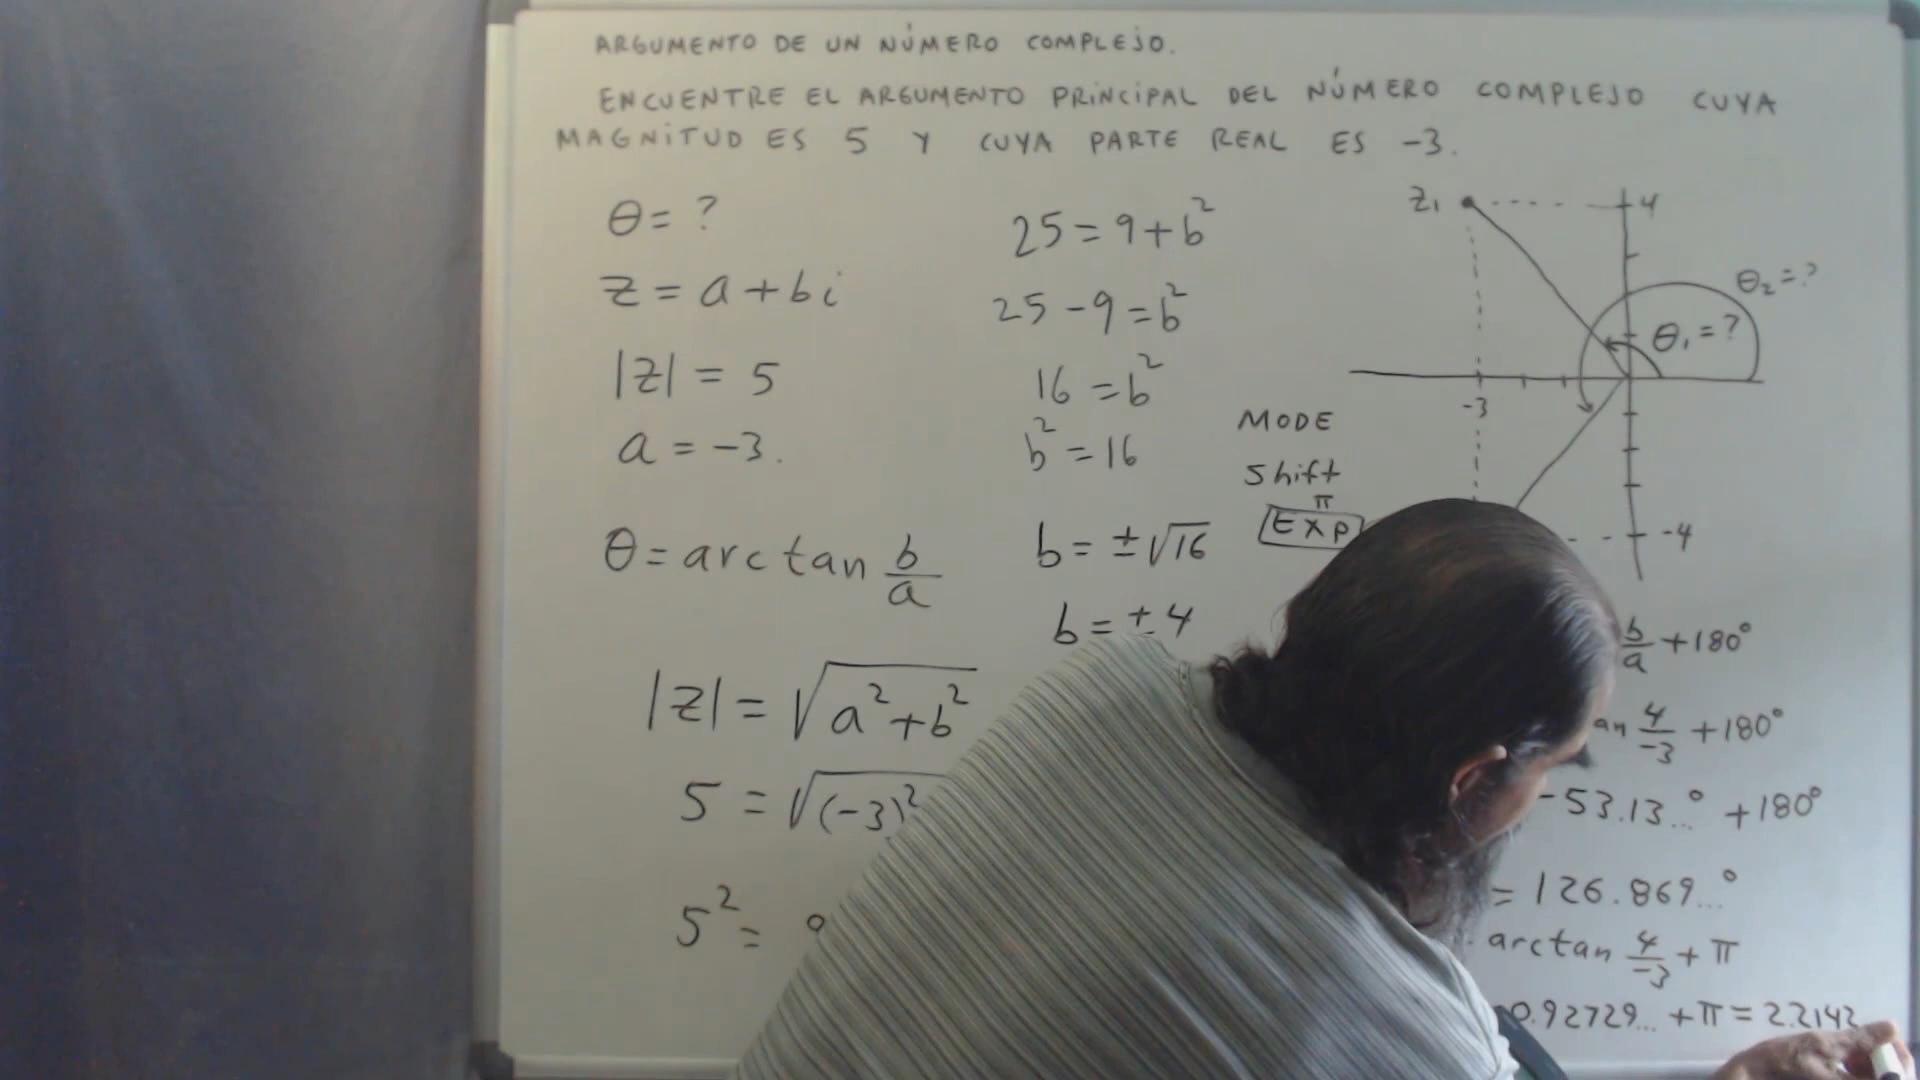 ARGUMENTO DE UN NÚMERO COMPLEJO.
ENCUENTRE EL ARGUMENTO PRINCIPAL DEL NÚMERO COMPLEJO CUYA
MAGNITUD ES 5 Y CUYA PARTE REAL ES -3.
θ = ?
z = a + bi
|z| = 5
a = -3.
θ = arctan b/a
|z| = √(a² + b²)
5 = √(-3)²
5² =
25 = 9 + b²
25 - 9 = b²
16 = b²
b² = 16
b = ±√16
b = ±4
MODE
Shift
π
EXP
z₁
4
θ₂ = ?
θ₁ = ?
-3
-4
b/a + 180°
an 4/-3 + 180°
-53.13...° + 180°
= 126.869...°
arctan 4/-3 + π
0.92729... + π = 2.2142